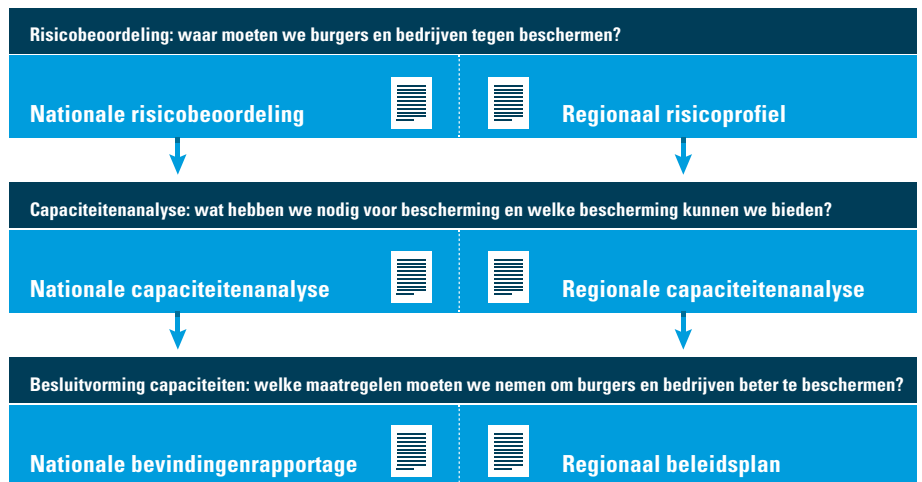 Risicobeoordeling: waar moeten we burgers en bedrijven tegen beschermen?
Nationale risicobeoordeling
Regionaal risicoprofiel
Capaciteitenanalyse: wat hebben we nodig voor bescherming en welke bescherming kunnen we bieden?
Nationale capaciteitenanalyse
Regionale capaciteitenanalyse
Besluitvorming capaciteiten: welke maatregelen moeten we nemen om burgers en bedrijven beter te beschermen?
Nationale bevindingenrapportage
Regionaal beleidsplan